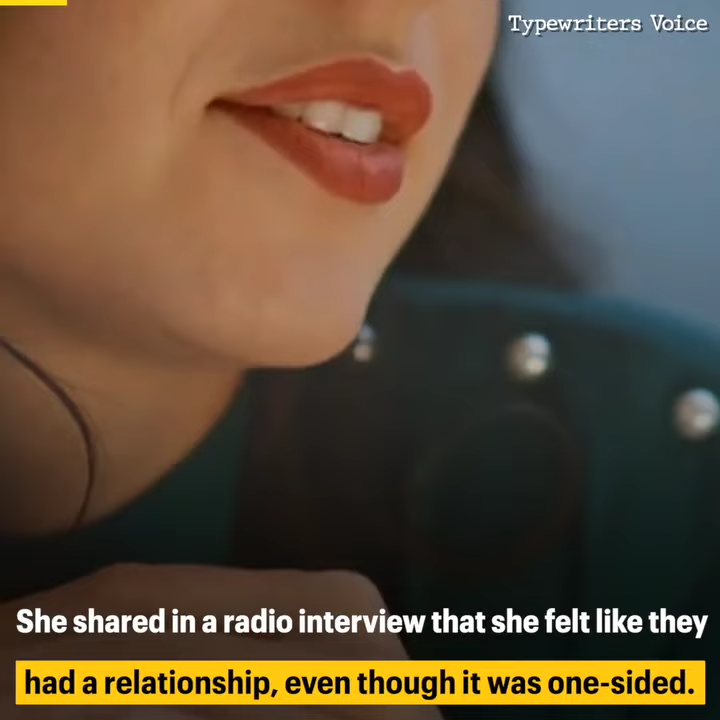 Typewriters Voice
She shared in a radio interview that she felt like they
had a relationship, even though it was one-sided.